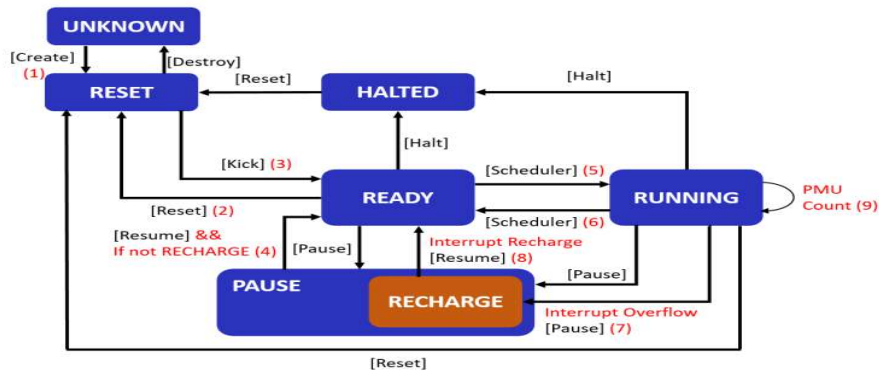 UNKNOWN
[Create]
(1)
[Destroy]
RESET
[Reset]
HALTED
[Halt]
[Halt]
[Kick] (3)
[Scheduler] (5)
READY
RUNNING
PMU
Count (9)
[Reset] (2)
[Scheduler] (6)
[Resume] &&
If not RECHARGE (4)
[Pause]
Interrupt Recharge
[Resume] (8)
[Pause]
PAUSE
RECHARGE
Interrupt Overflow
[Pause] (7)
[Reset]